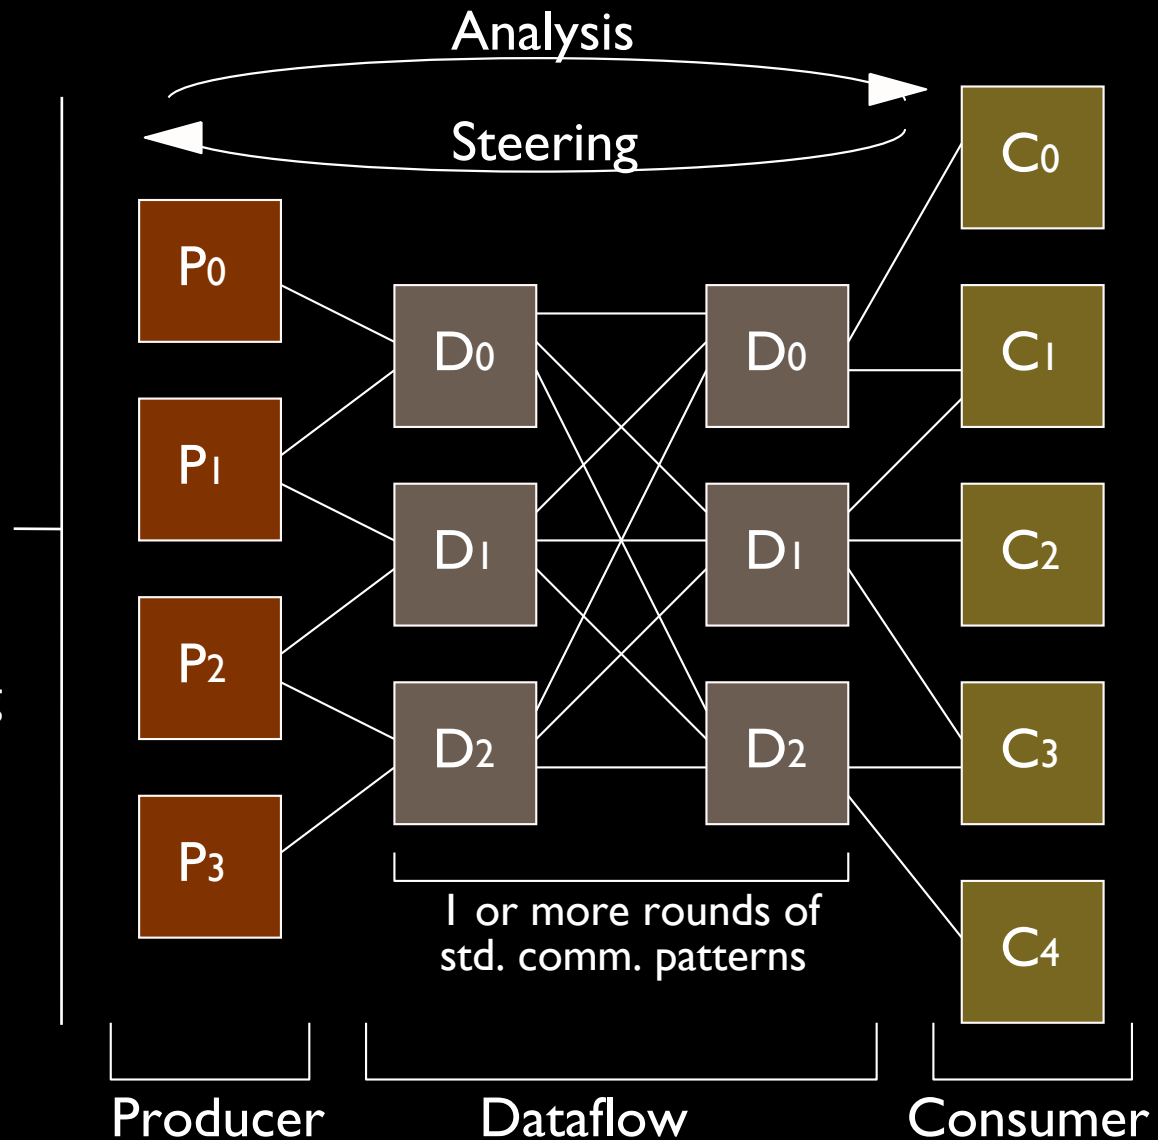 Analysis
Steering
P0
P1
P2
P3
D0
D1
D2
D0
D1
D2
C0
C1
C2
C3
C4
1 or more rounds of
std. comm. patterns
Producer
Dataflow
Consumer